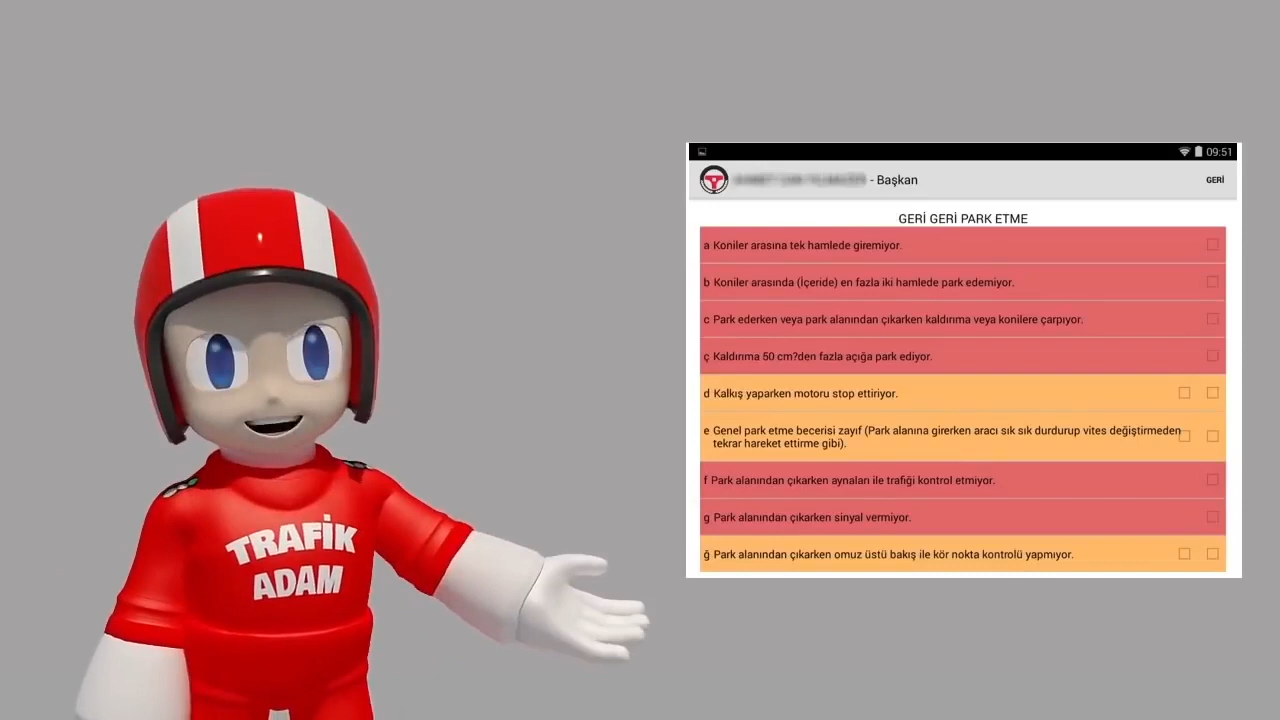 TRAFİK
ADAM
09:51
- Başkan
GERİ
GERİ GERİ PARK ETME
a Koniler arasına tek hamlede giremiyor.
b Koniler arasında (İçeride) en fazla iki hamlede park edemiyor.
c Park ederken veya park alanından çıkarken kaldırıma veya konilere çarpıyor.
ç Kaldırıma 50 cm?den fazla açığa park ediyor.
d Kalkış yaparken motoru stop ettiriyor.
e Genel park etme becerisi zayıf (Park alanına girerken aracı sık sık durdurup vites değiştirmeden
tekrar hareket ettirme gibi).
f Park alanından çıkarken aynaları ile trafiği kontrol etmiyor.
g Park alanından çıkarken sinyal vermiyor.
ğ Park alanından çıkarken omuz üstü bakış ile kör nokta kontrolü yapmıyor.